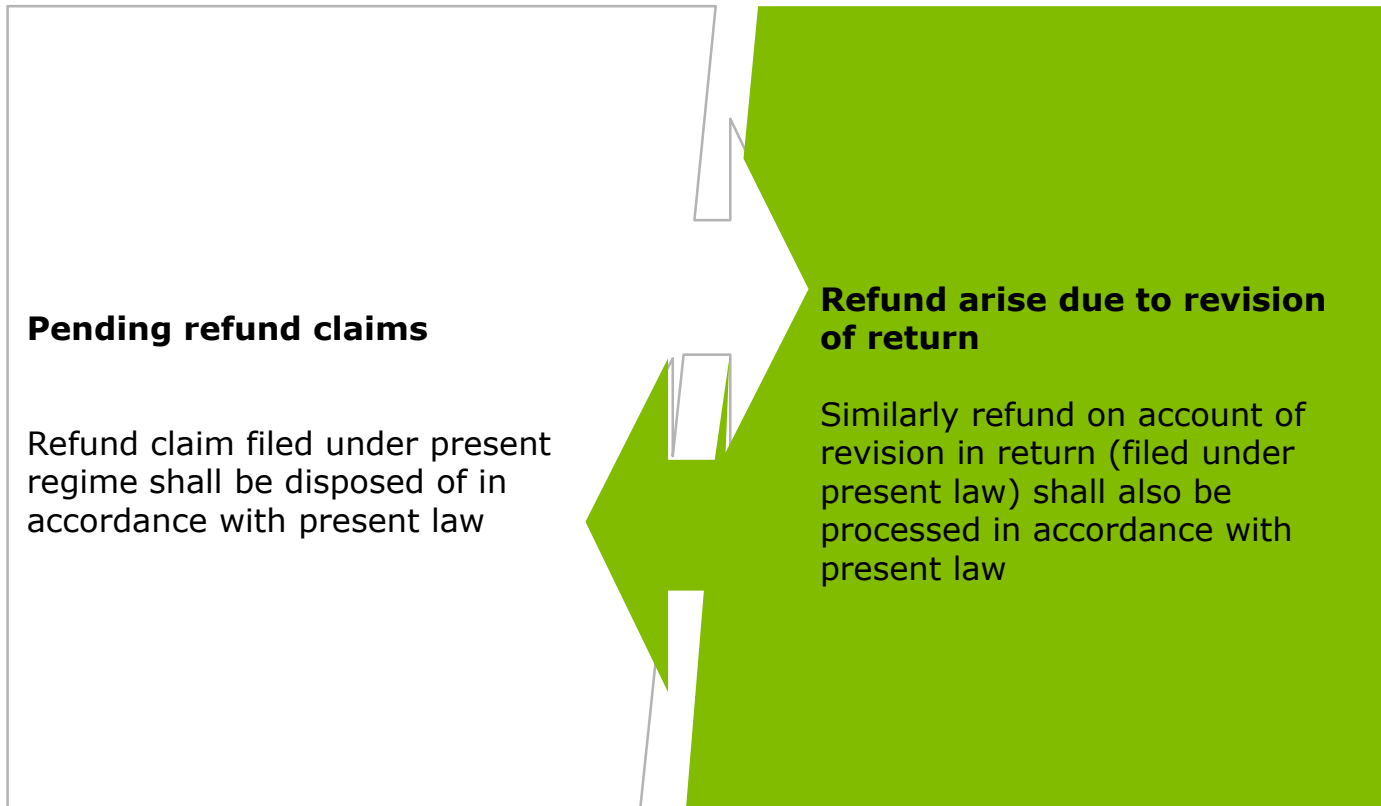 Pending refund claims
Refund claim filed under present
regime shall be disposed of in
accordance with present law
Refund arise due to revision
of return
Similarly refund on account of
revision in return (filed under
present law) shall also be
processed in accordance with
present law